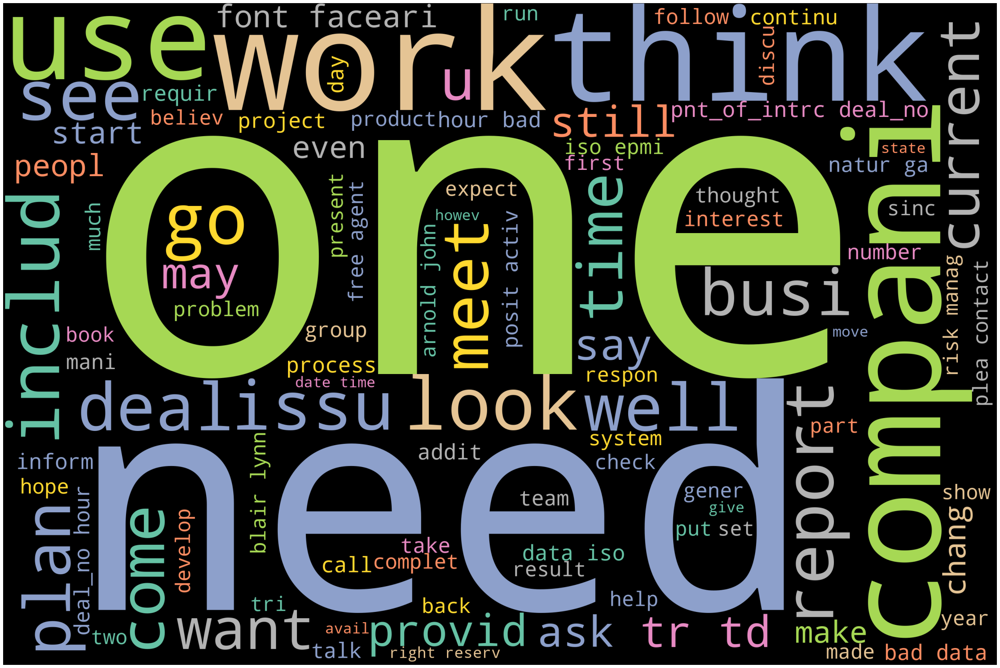 use
work
think
font faceari
run
follow
continu
discu
current
day
u
see
requir
believ
project
product
hour bad
still
pnt_of_intrc deal_no
start
even
iso epmi
first
state
natur ga
peopl
one
compani
includ
much
go
may
problem
present
free agent
expect
howev
arnold john
meet
posit activ
time
thought
interest
sinc
number
busi
risk manag
plea contact
book
mani
group
process
date time
say
move
respon
deal
issu
look
well
report
part
system
check
addit
inform
hope
blair lynn
need
team
gener
give
put
set
show
chang
plan
deal_no hour
come
develop
take
call
complet
data iso
result
tri
back
help
two
want
avail
talk
provid
right reserv
ask
tr td
make
year
made
bad data